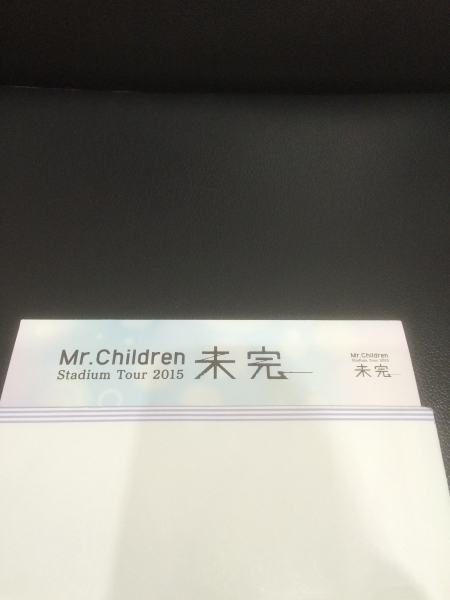 Mr.Children
Stadium Tour 2015
未完
Mr.Children
Stadium Tour 2015
未完